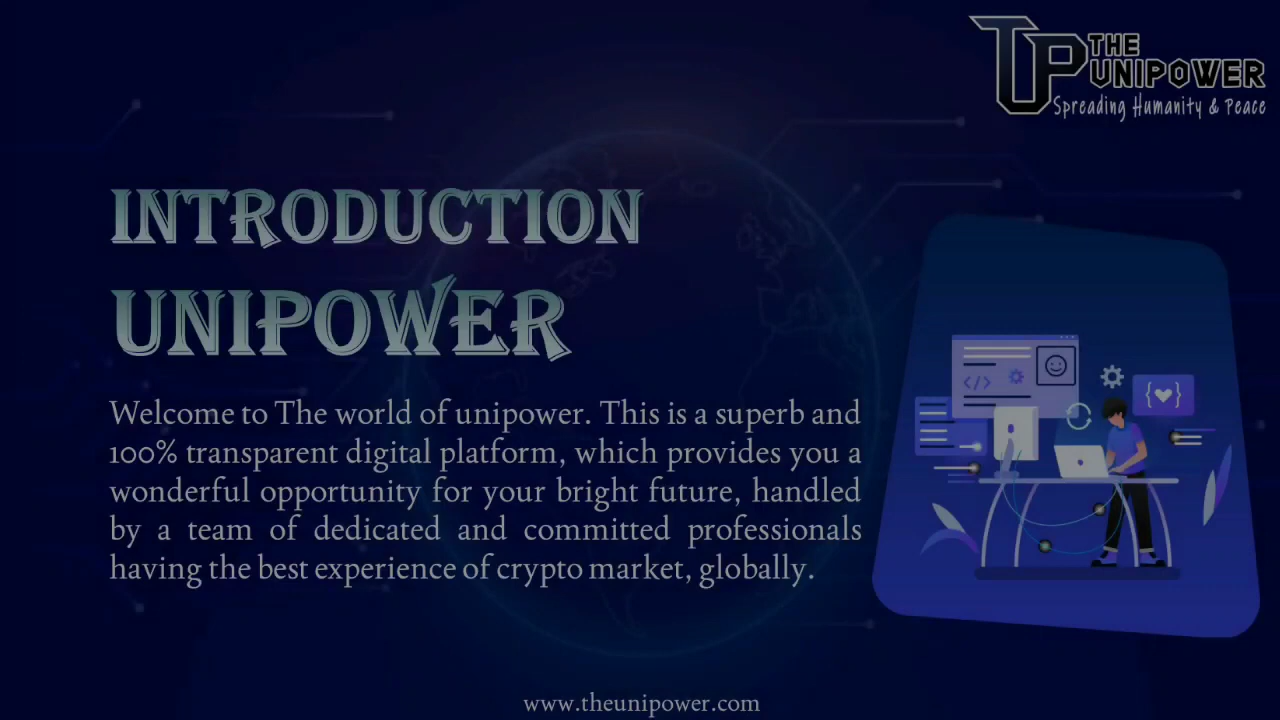 THE
UNIPOWER
Spreading Humanity & Peace
INTRODUCTION
UNIPOWER
Welcome to The world of unipower. This is a superb and
100% transparent digital platform, which provides you a
wonderful opportunity for your bright future, handled
by a team of dedicated and committed professionals
having the best experience of crypto market, globally.
</>
{♥}
www.theunipower.com